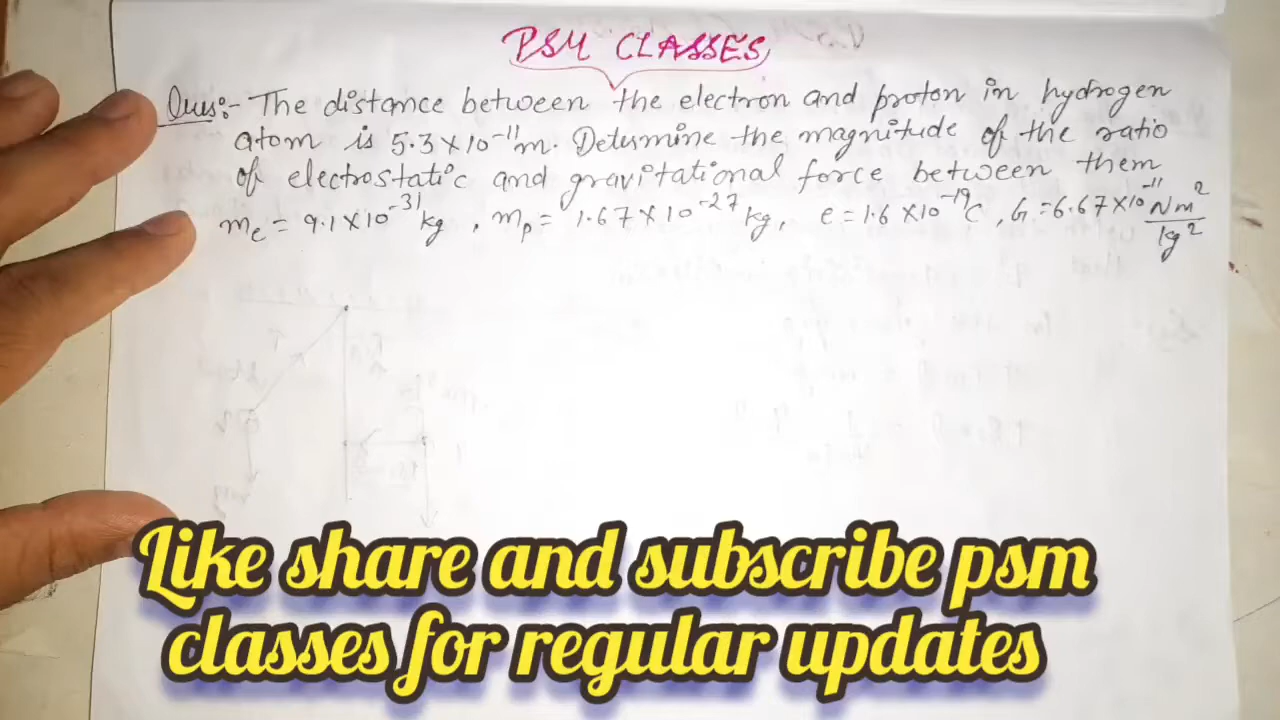 PSM CLASSES
Ques:- The distance between the electron and proton in hydrogen
atom is 5.3×10⁻¹¹m. Determine the magnitude of the ratio
of electrostatic and gravitational force between them
mₑ = 9.1×10⁻³¹ kg, mₚ = 1.67×10⁻²⁷ kg, e = 1.6×10⁻¹⁹C, G = 6.67×10⁻¹¹ Nm²/kg²
Like share and subscribe psm
classes for regular updates